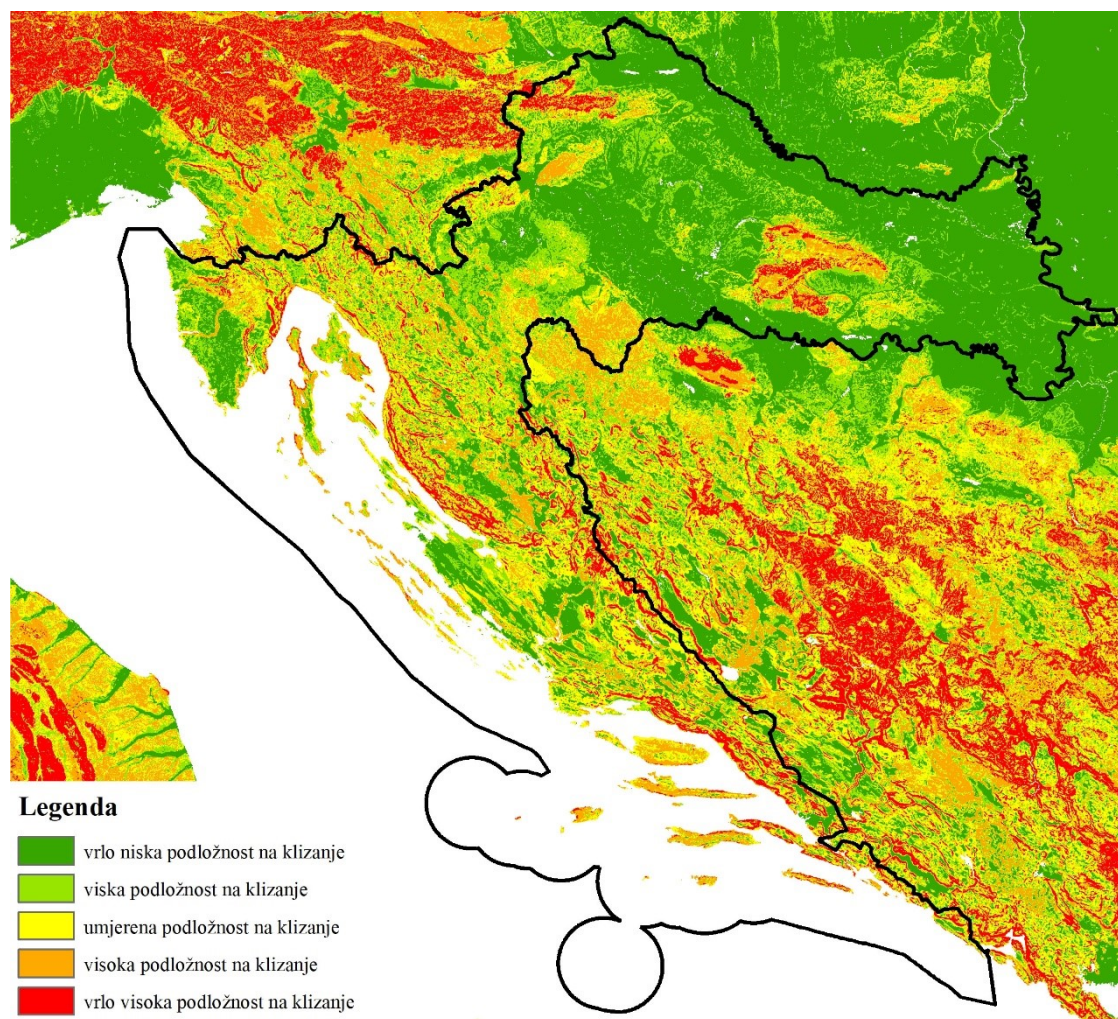 Legenda
vrlo niska podložnost na klizanje
viska podložnost na klizanje
umjerena podložnost na klizanje
visoka podložnost na klizanje
vrlo visoka podložnost na klizanje